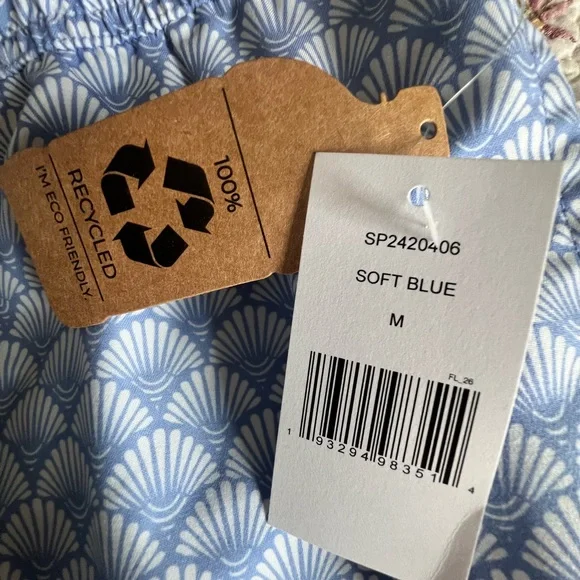 100%
RECYCLED
I'M ECO FRIENDLY.
SP2420406
SOFT BLUE
M
FL_26
1 93294 98351 4